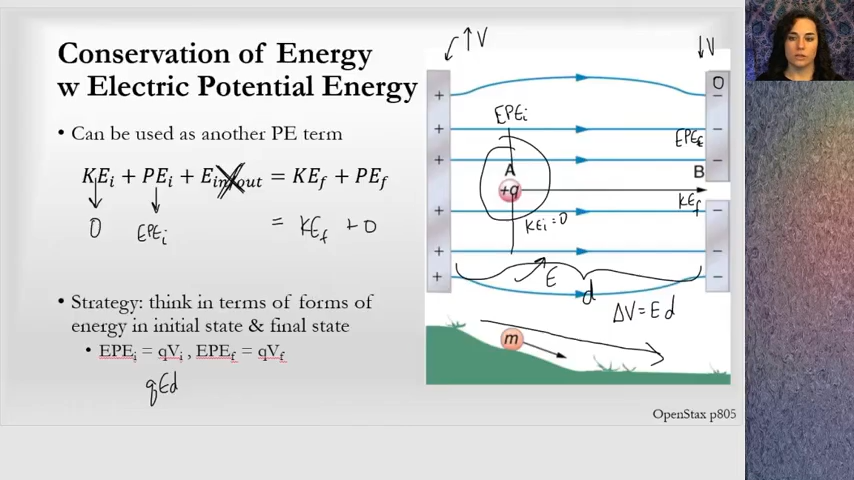 Conservation of Energy
w Electric Potential Energy
• Can be used as another PE term
KEi + PEi + Ein/out = KEf + PEf
0 EPEi = KEf + 0
• Strategy: think in terms of forms of
energy in initial state & final state
• EPEi = qVi , EPEf = qVf
qEd
↑V ↓V
+ 0 −
EPEi
+ EPEf −
+ A B −
+q KEf
+ KEi = 0 −
+ E −
+ d −
ΔV = Ed
m
OpenStax p805